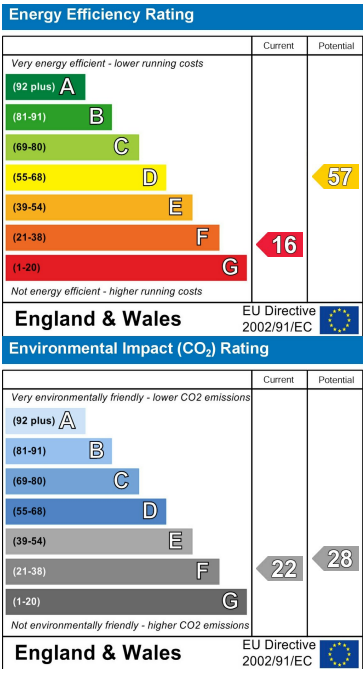 Energy Efficiency Rating
Current Potential
Very energy efficient - lower running costs
(92 plus) A
(81-91) B
(69-80) C
(55-68) D
57
(39-54) E
(21-38) F
16
(1-20) G
Not energy efficient - higher running costs
England & Wales
EU Directive
2002/91/EC
Environmental Impact (CO₂) Rating
Current Potential
Very environmentally friendly - lower CO2 emissions
(92 plus) A
(81-91) B
(69-80) C
(55-68) D
(39-54) E
(21-38) F
22
28
(1-20) G
Not environmentally friendly - higher CO2 emissions
England & Wales
EU Directive
2002/91/EC